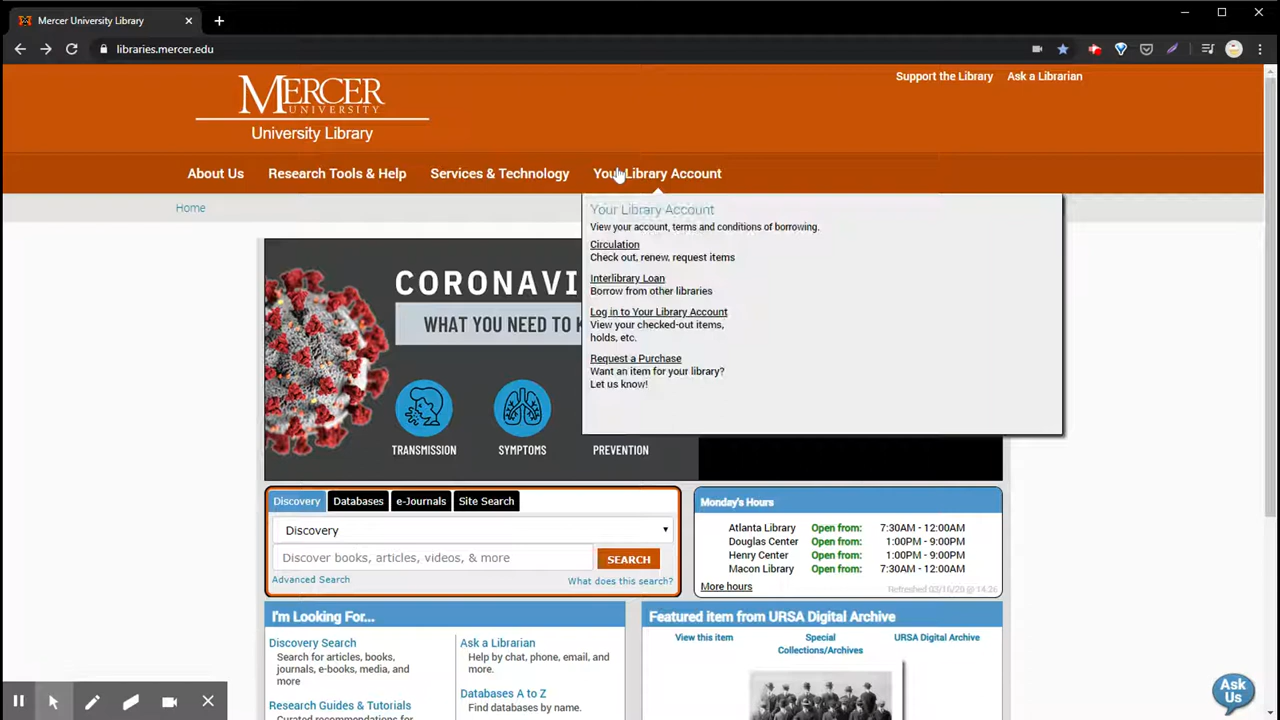 Mercer University Library
libraries.mercer.edu
Support the Library
Ask a Librarian
MERCER
UNIVERSITY
University Library
About Us
Research Tools & Help
Services & Technology
Your Library Account
Home
Your Library Account
View your account, terms and conditions of borrowing.
Circulation
Check out, renew, request items
Interlibrary Loan
Borrow from other libraries
Log in to Your Library Account
View your checked-out items,
holds, etc.
Request a Purchase
Want an item for your library?
Let us know!
CORONAVI
WHAT YOU NEED TO K
TRANSMISSION
SYMPTOMS
PREVENTION
Discovery
Databases
e-Journals
Site Search
Discovery
Discover books, articles, videos, & more
SEARCH
Advanced Search
What does this search?
Monday's Hours
Atlanta Library Open from: 7:30AM - 12:00AM
Douglas Center Open from: 1:00PM - 9:00PM
Henry Center Open from: 1:00PM - 9:00PM
Macon Library Open from: 7:30AM - 12:00AM
More hours
Refreshed 03/16/20 @ 14:26
I'm Looking For...
Discovery Search
Search for articles, books,
journals, e-books, media, and
more
Research Guides & Tutorials
Curated recommendations for
Ask a Librarian
Help by chat, phone, email, and
more.
Databases A to Z
Find databases by name.
Featured item from URSA Digital Archive
View this item
Special
Collections/Archives
URSA Digital Archive
Ask
Us